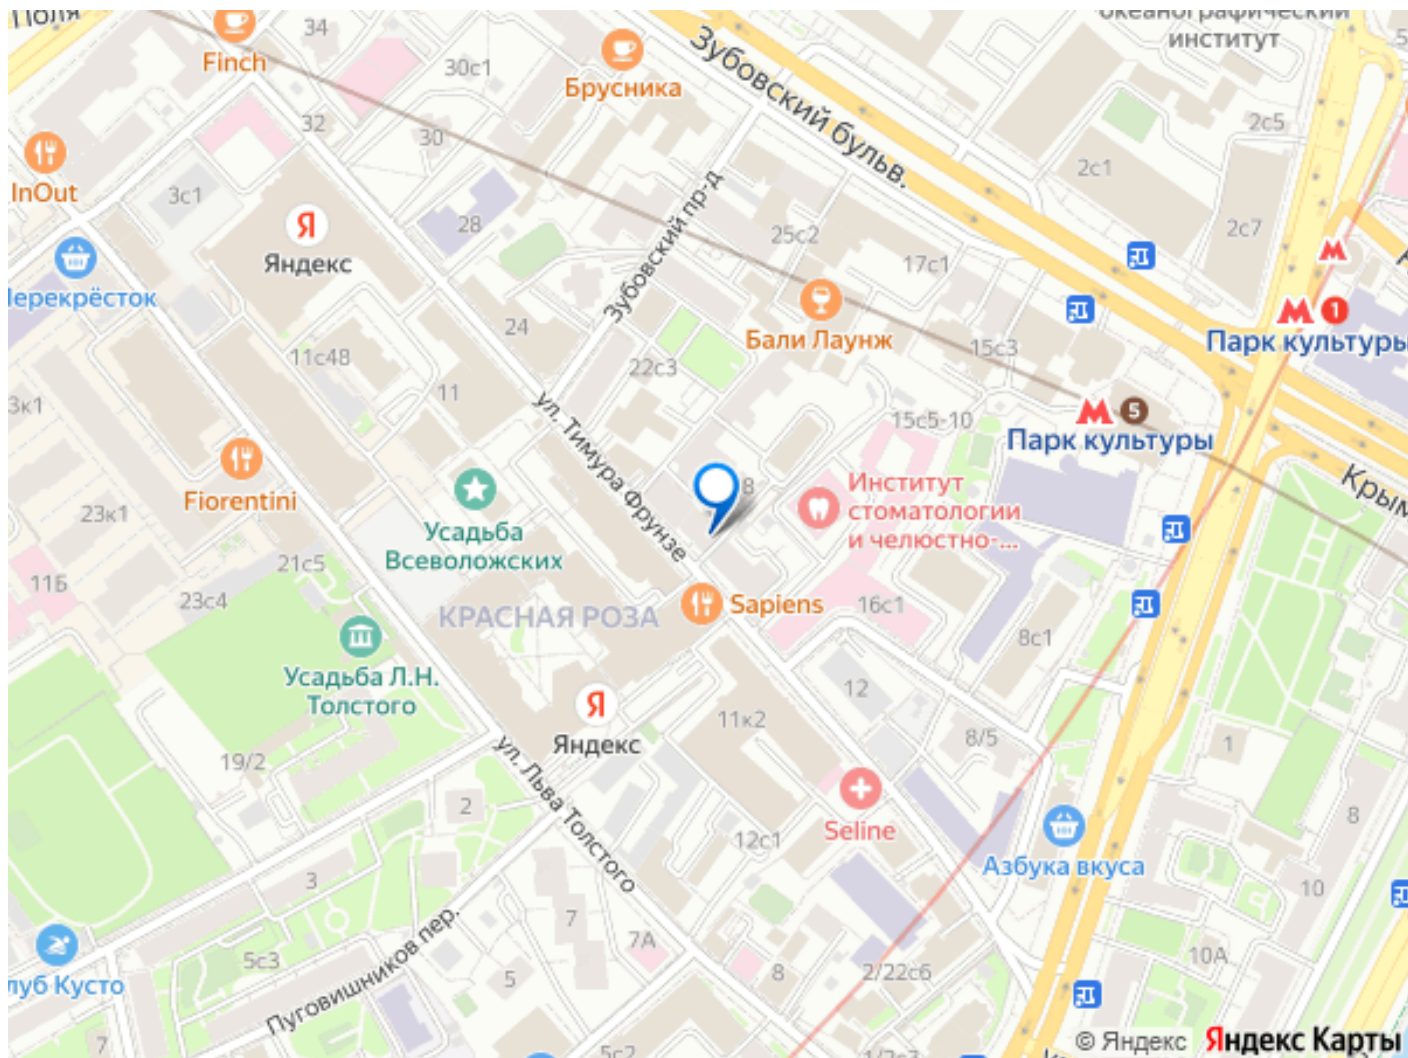 Поля
Finch
34
Брусника
Зубовский бульв.
океанографический
институт
30с1
32
30
2с5
2с1
InOut
3с1
28
Яндекс
Зубовский пр-д
25с2
17с1
2с7
24
Бали Лаунж
15с3
Парк культуры
1
11с48
11
22с3
ул. Тимура Фрунзе
15с5-10
5
Парк культуры
3к1
Fiorentini
23к1
Усадьба
Всеволожских
8
Институт
стоматологии
и челюстно-...
21с5
11Б
23с4
КРАСНАЯ РОЗА
Sapiens
16с1
8с1
Усадьба Л.Н.
Толстого
12
Яндекс
11к2
8/5
1
19/2
ул. Льва Толстого
2
Seline
12с1
Азбука вкуса
8
3
10
7
7А
Пуговишников пер.
5с3
5
8
2/22с6
10А
7
5с2
© Яндекс
Яндекс Карты